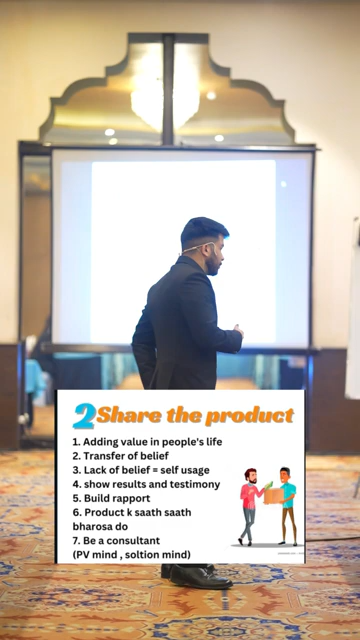 2 Share the product
1. Adding value in people's life
2. Transfer of belief
3. Lack of belief = self usage
4. show results and testimony
5. Build rapport
6. Product k saath saath
bharosa do
7. Be a consultant
(PV mind , soltion mind)